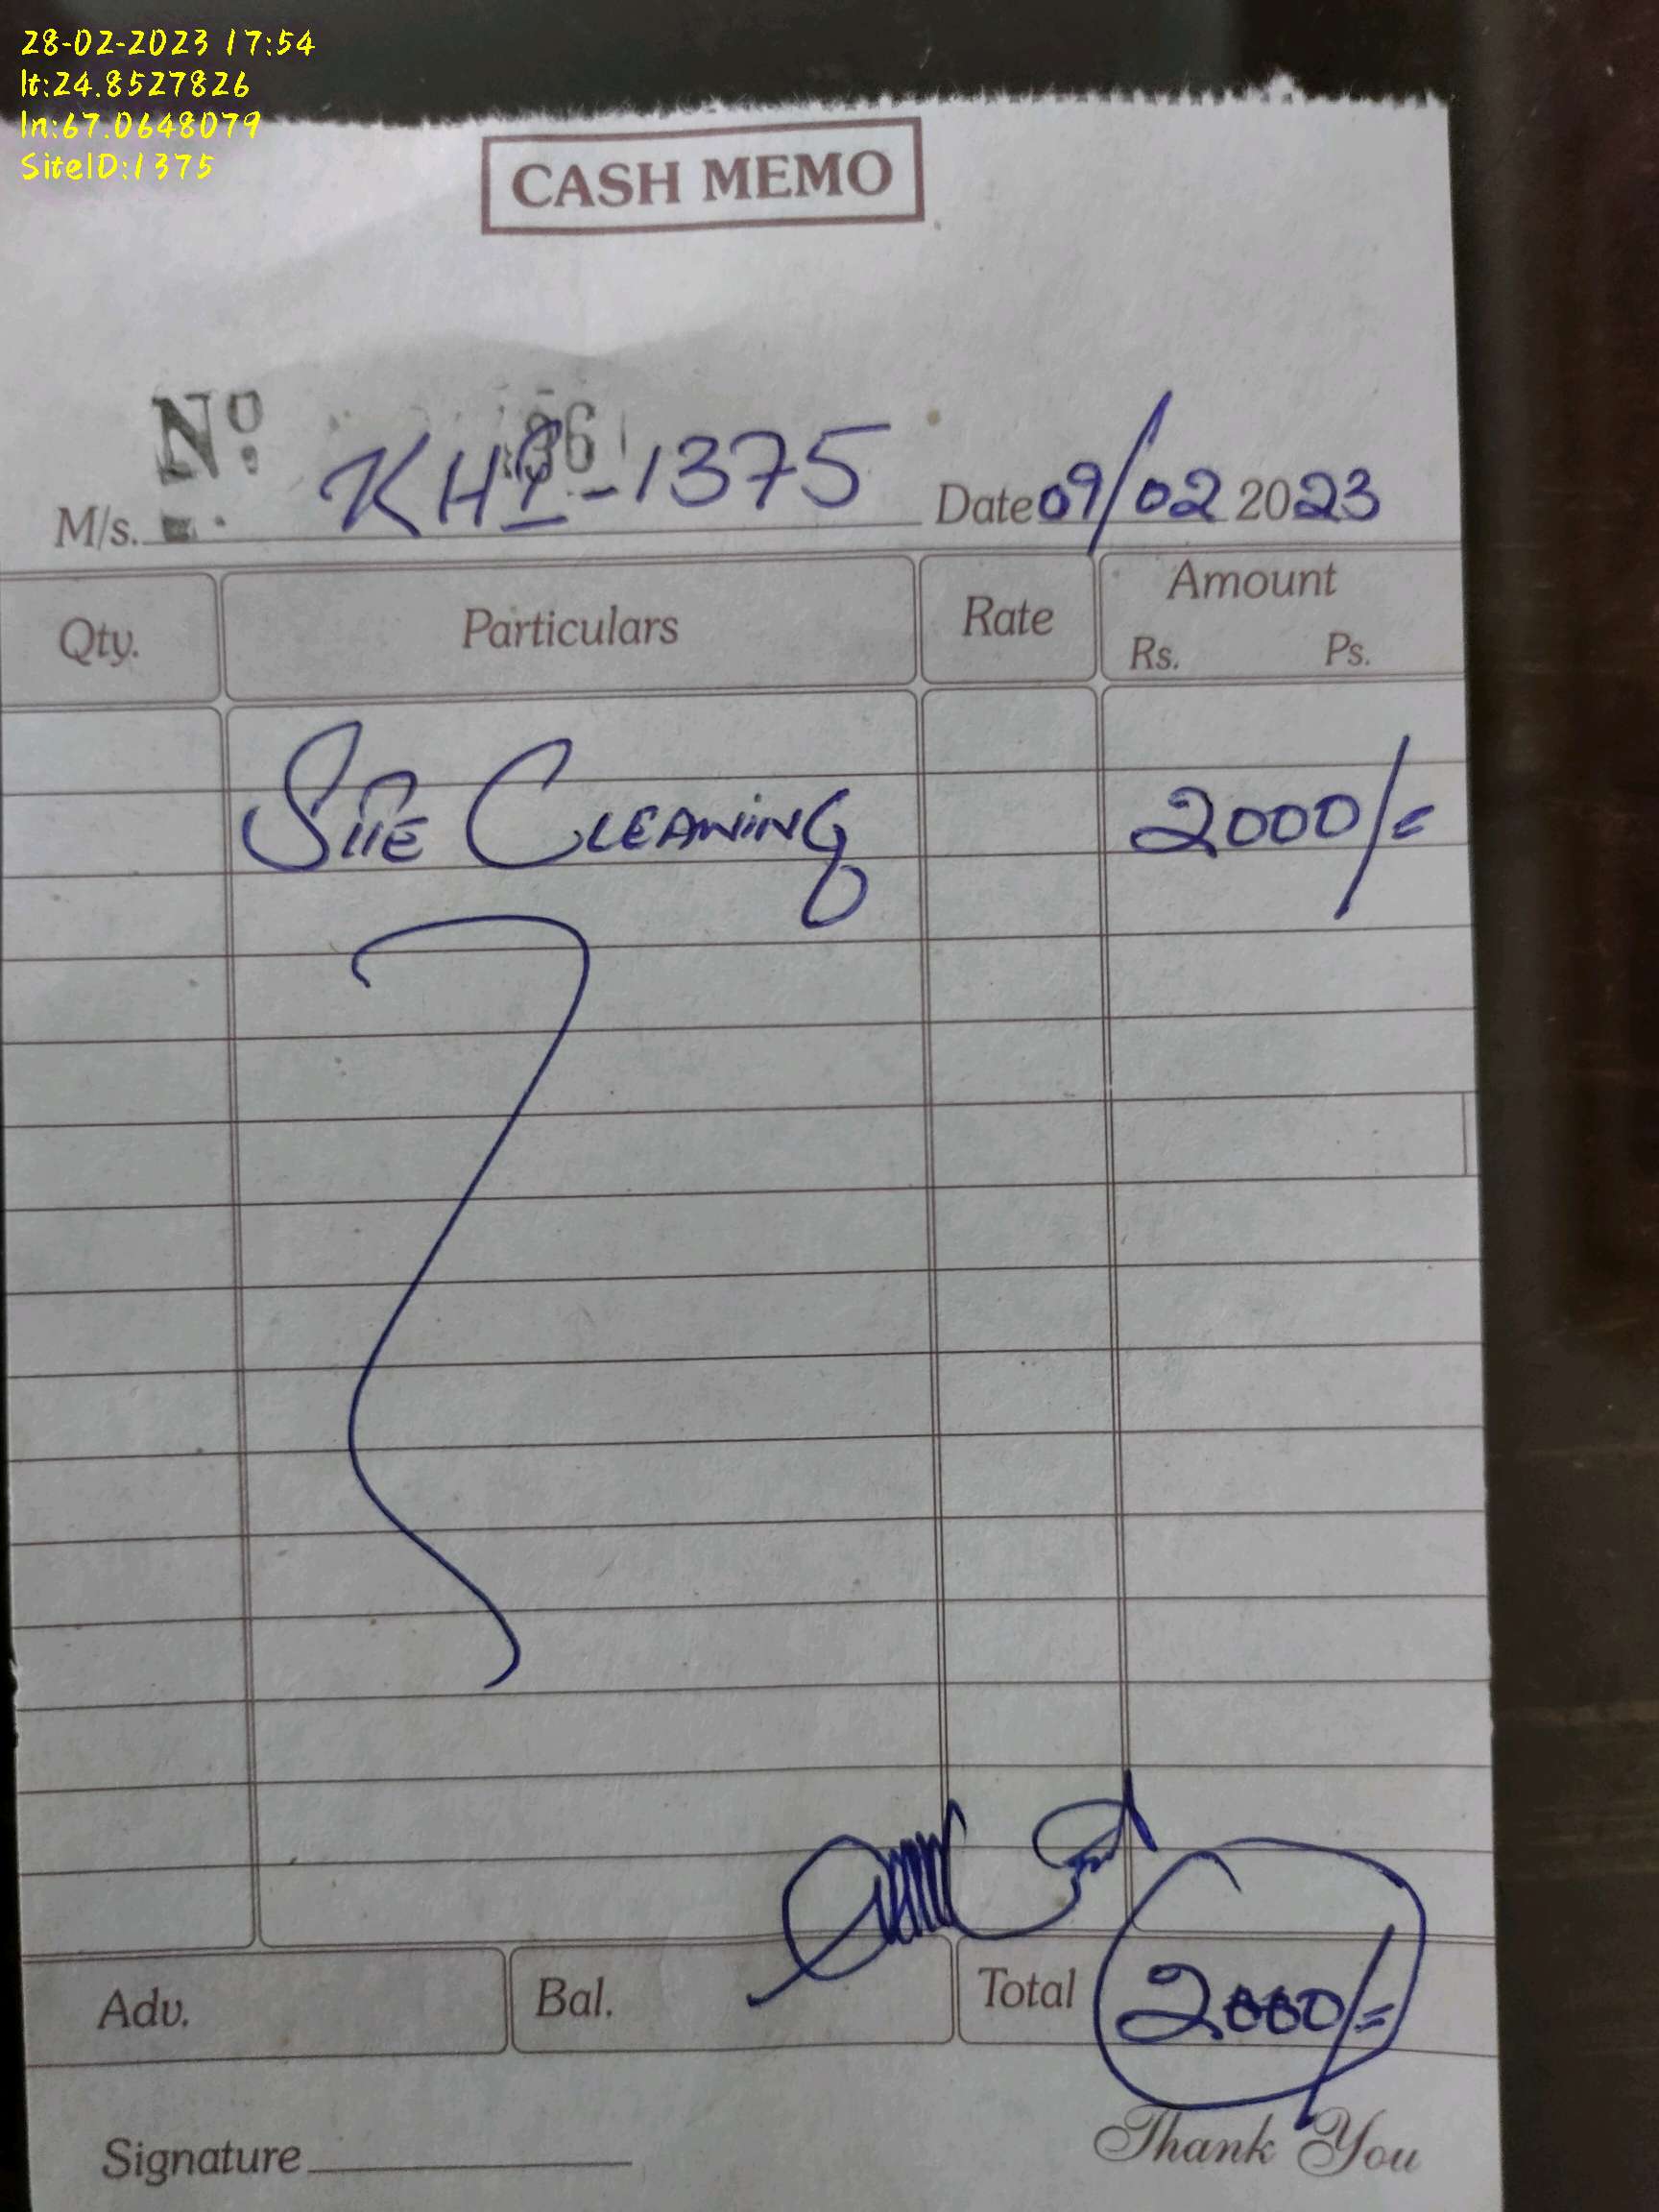 28-02-2023 17:54
lt:24.8527826
ln:67.0648079
SiteID:1375
CASH MEMO
No.
M/s. KHI-1375 Date 09/02 2023
Qty. Particulars Rate Amount
Rs. Ps.
SITE CLEANING 2000/=
Adv. Bal. Total 2000/=
Signature Thank You